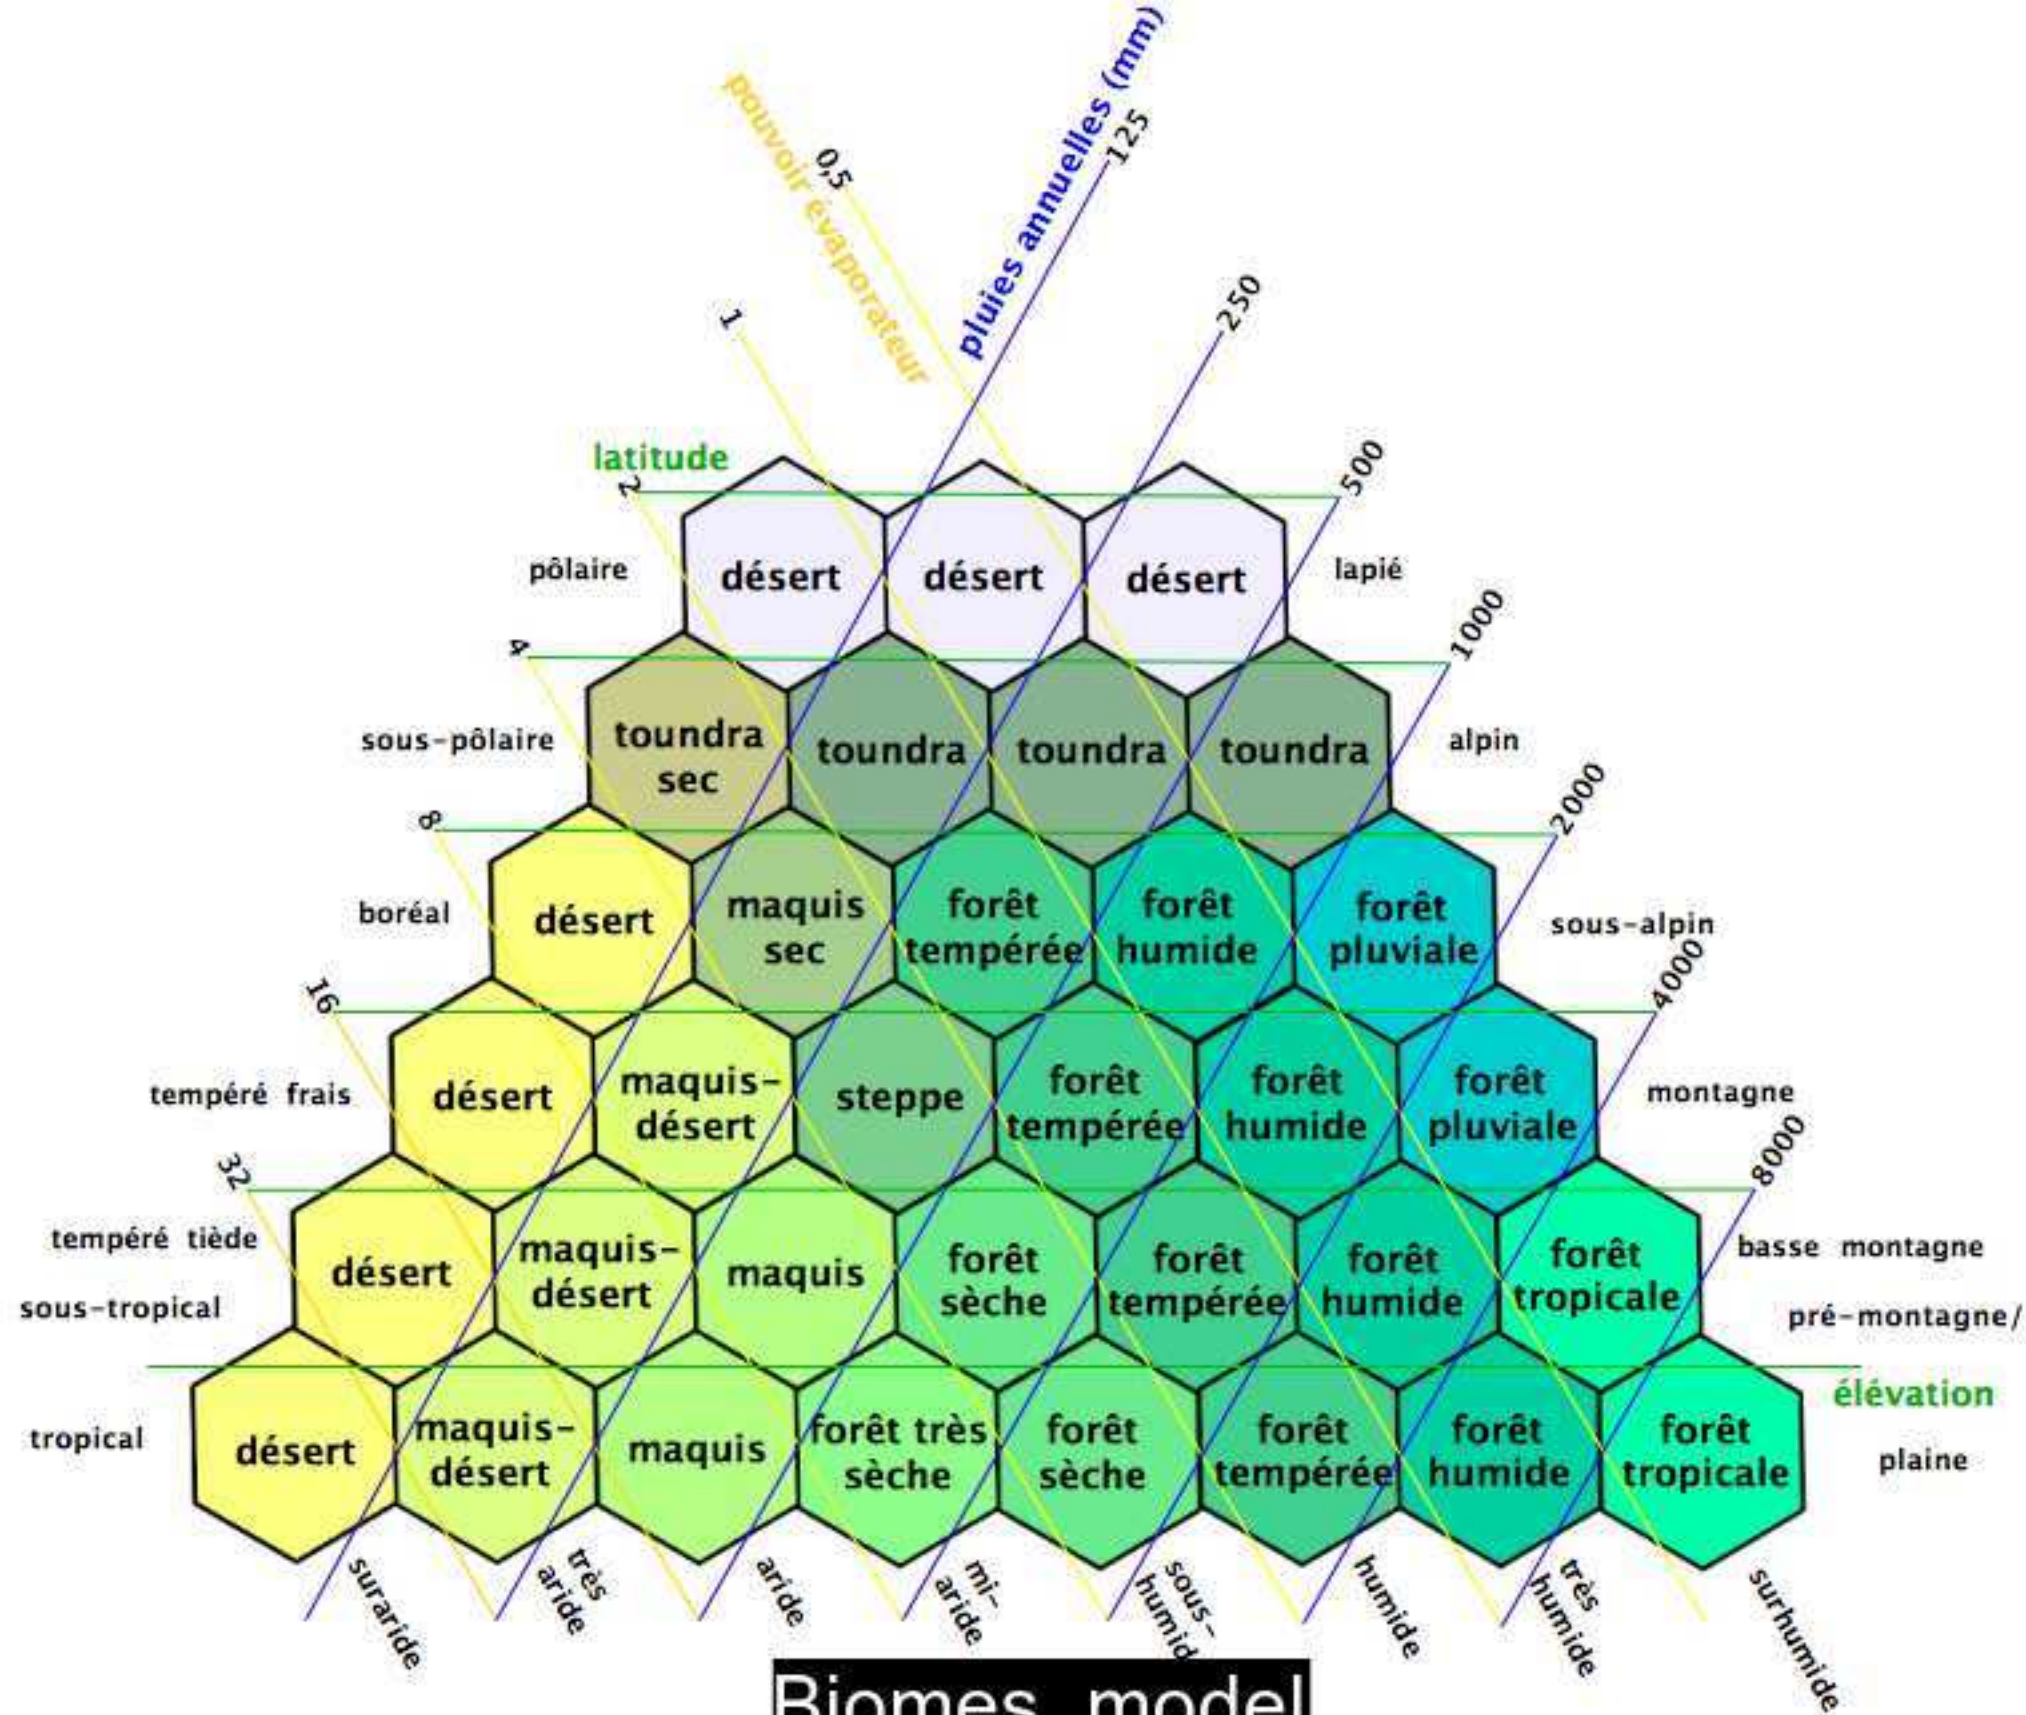 pluies annuelles (mm)
pouvoir évaporateur
125
0,5
250
1
latitude
500
2
pôlaire
désert
désert
désert
lapié
1000
4
sous-pôlaire
toundra
sec
toundra
toundra
toundra
alpin
2000
8
boréal
désert
maquis
sec
forêt
tempérée
forêt
humide
forêt
pluviale
sous-alpin
4000
16
tempéré frais
désert
maquis-
désert
steppe
forêt
tempérée
forêt
humide
forêt
pluviale
montagne
8000
32
tempéré tiède
sous-tropical
désert
maquis-
désert
maquis
forêt
sèche
forêt
tempérée
forêt
humide
forêt
tropicale
basse montagne
pré-montagne/
élévation
tropical
désert
maquis-
désert
maquis
forêt très
sèche
forêt
sèche
forêt
tempérée
forêt
humide
forêt
tropicale
plaine
suraride
très
aride
aride
mi-
aride
sous-
humid
humide
très
humide
surhumide
Biomes model